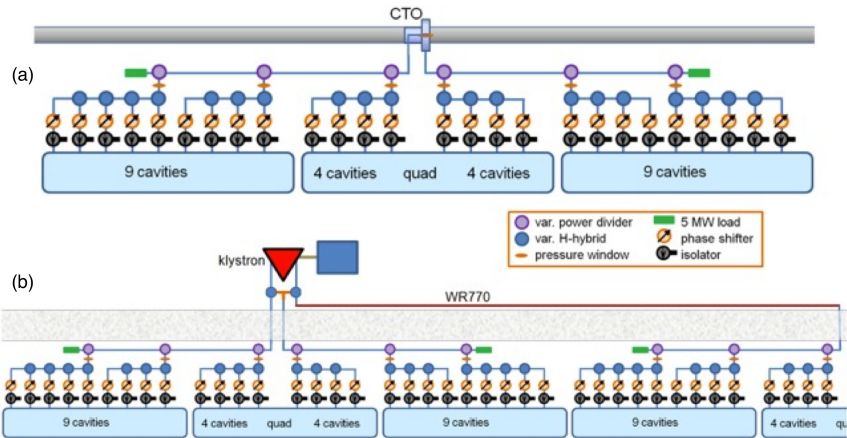 CTO
(a)
9 cavities
4 cavities quad 4 cavities
9 cavities
var. power divider
5 MW load
var. H-hybrid
phase shifter
pressure window
isolator
(b)
klystron
WR770
9 cavities
4 cavities quad 4 cavities
9 cavities
9 cavities
4 cavities qu